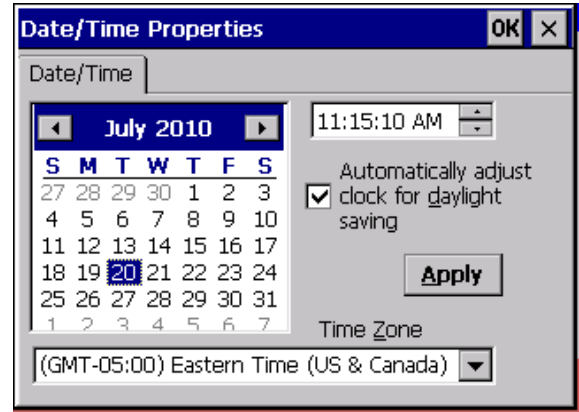 Date/Time Properties OK ×
Date/Time
July 2010
S M T W T F S
27 28 29 30 1 2 3
4 5 6 7 8 9 10
11 12 13 14 15 16 17
18 19 20 21 22 23 24
25 26 27 28 29 30 31
1 2 3 4 5 6 7
11:15:10 AM
Automatically adjust
clock for daylight
saving
Apply
Time Zone
(GMT-05:00) Eastern Time (US & Canada)